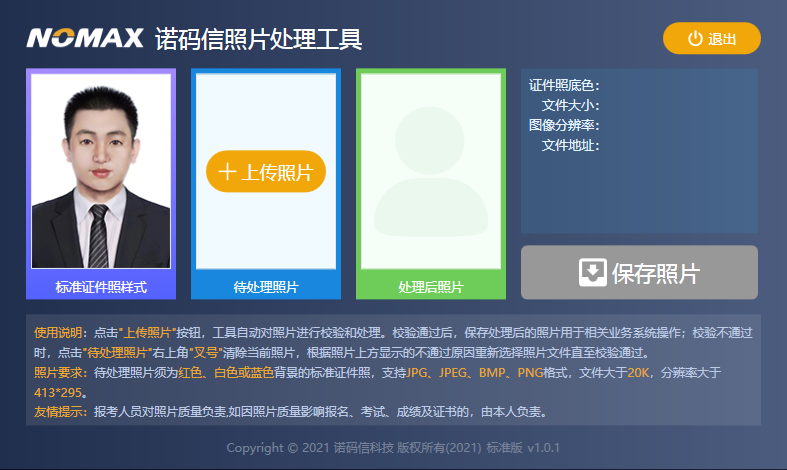 NOMAX 诺码信照片处理工具
退出
证件照底色：
文件大小：
图像分辨率：
文件地址：
上传照片
标准证件照样式
待处理照片
处理后照片
保存照片
使用说明：点击"上传照片"按钮，工具自动对照片进行校验和处理。校验通过后，保存处理后的照片用于相关业务系统操作；校验不通过
时，点击"待处理照片"右上角"叉号"清除当前照片，根据照片上方显示的不通过原因重新选择照片文件直至校验通过。
照片要求：待处理照片须为红色、白色或蓝色背景的标准证件照，支持JPG、JPEG、BMP、PNG格式，文件大于20K，分辨率大于
413*295。
友情提示：报考人员对照片质量负责,如因照片质量影响报名、考试、成绩及证书的，由本人负责。
Copyright © 2021 诺码信科技 版权所有(2021) 标准版 v1.0.1